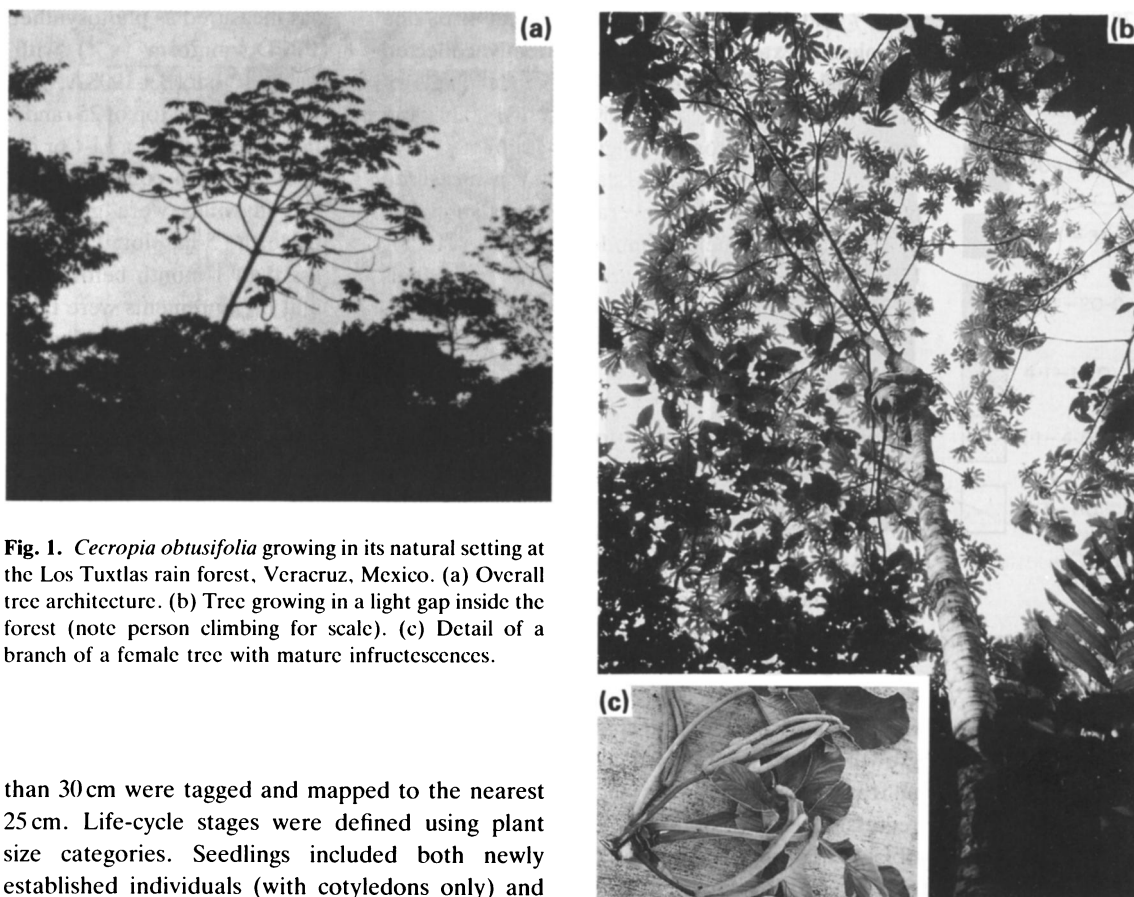 (a)
(b)
Fig. 1. Cecropia obtusifolia growing in its natural setting at
the Los Tuxtlas rain forest, Veracruz, Mexico. (a) Overall
tree architecture. (b) Tree growing in a light gap inside the
forest (note person climbing for scale). (c) Detail of a
branch of a female tree with mature infructescences.
(c)
than 30 cm were tagged and mapped to the nearest
25 cm. Life-cycle stages were defined using plant
size categories. Seedlings included both newly
established individuals (with cotyledons only) and